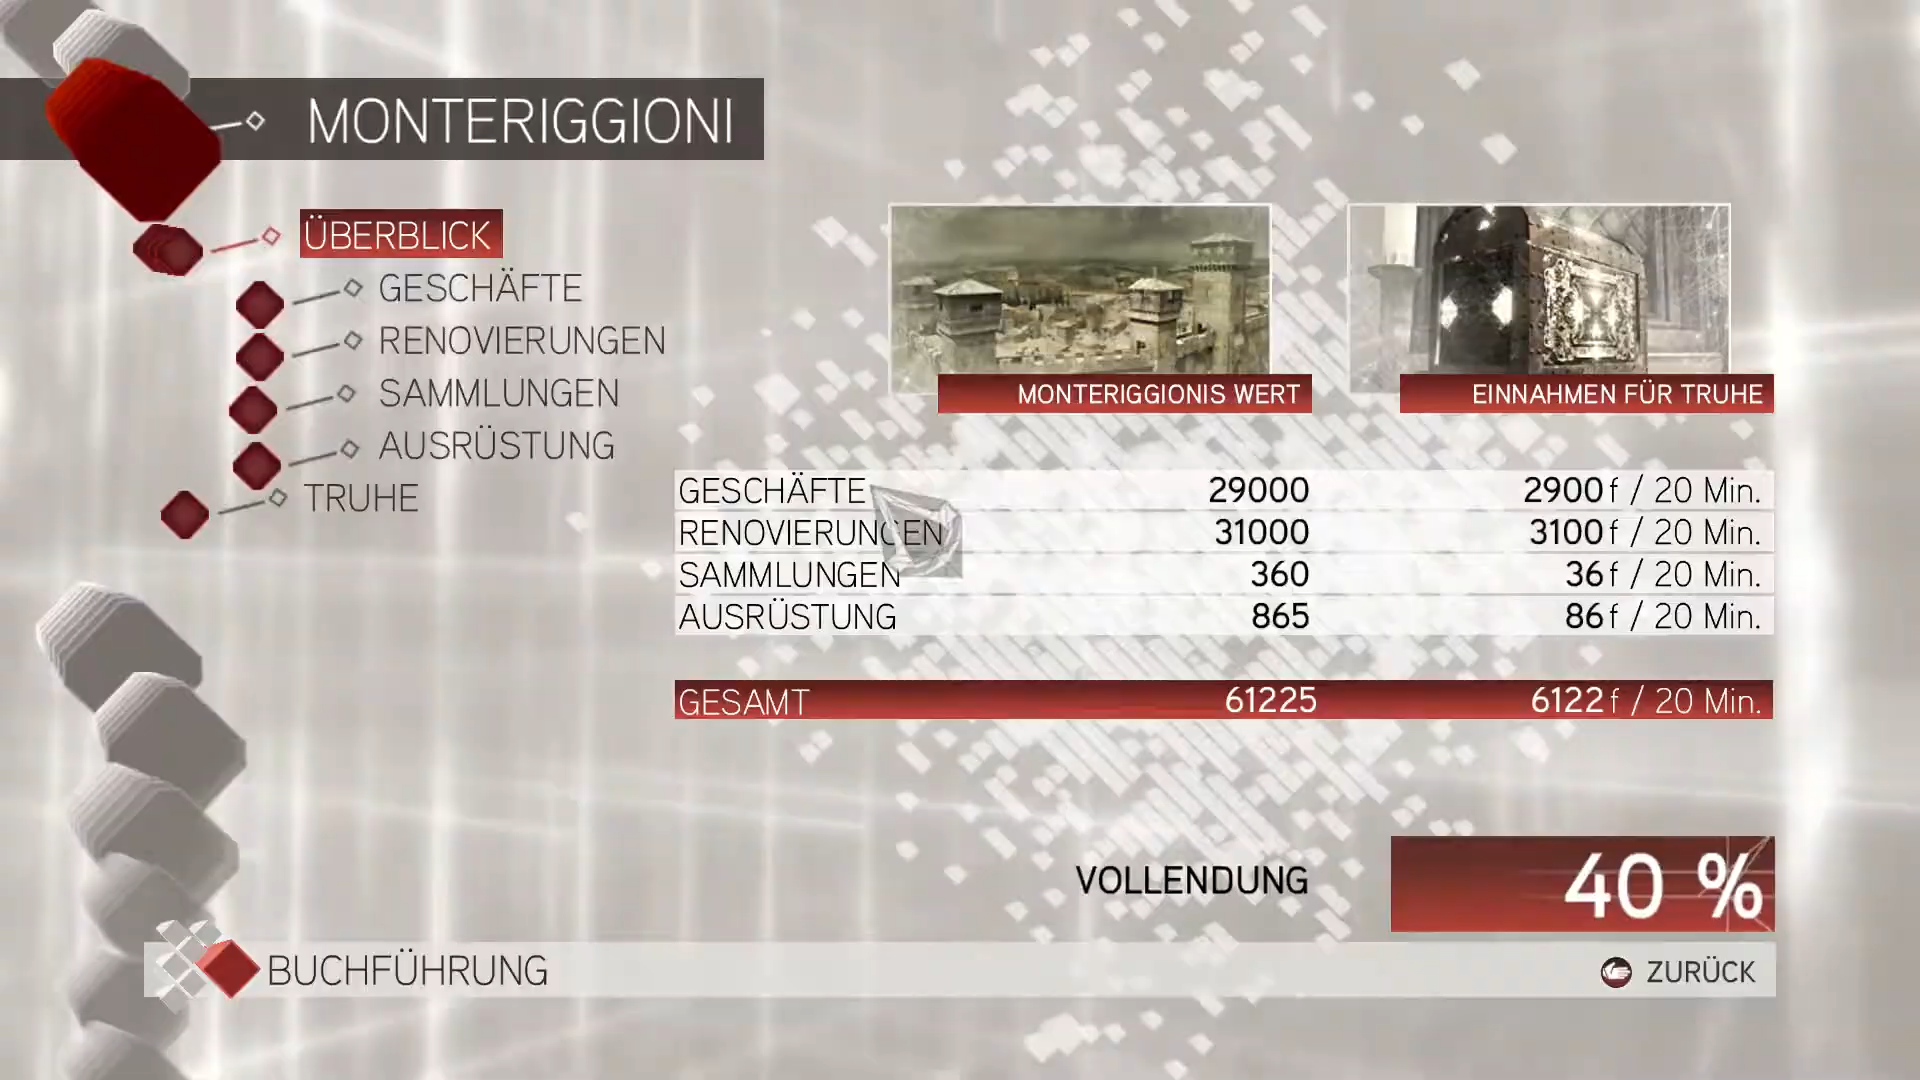 MONTERIGGIONI
ÜBERBLICK
GESCHÄFTE
RENOVIERUNGEN
SAMMLUNGEN
AUSRÜSTUNG
TRUHE
MONTERIGGIONIS WERT
EINNAHMEN FÜR TRUHE
GESCHÄFTE 29000 2900 f / 20 Min.
RENOVIERUNGEN 31000 3100 f / 20 Min.
SAMMLUNGEN 360 36 f / 20 Min.
AUSRÜSTUNG 865 86 f / 20 Min.
GESAMT 61225 6122 f / 20 Min.
VOLLENDUNG 40 %
BUCHFÜHRUNG
ZURÜCK